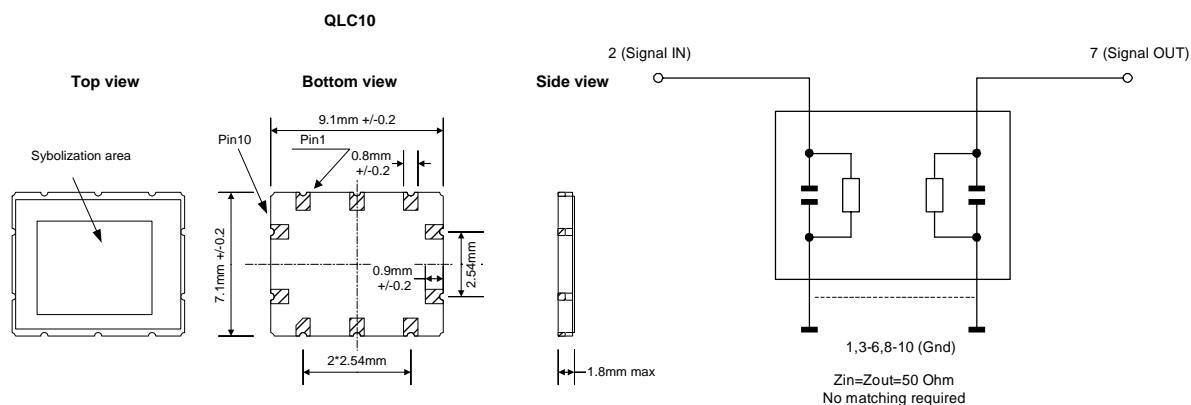 QLC10
2 (Signal IN)
7 (Signal OUT)
Top view
Bottom view
Side view
9.1mm +/-0.2
Pin10
Pin1
0.8mm
+/-0.2
Sybolization area
7.1mm +/-0.2
0.9mm
+/-0.2
2.54mm
2*2.54mm
1.8mm max
1,3-6,8-10 (Gnd)
Zin=Zout=50 Ohm
No matching required